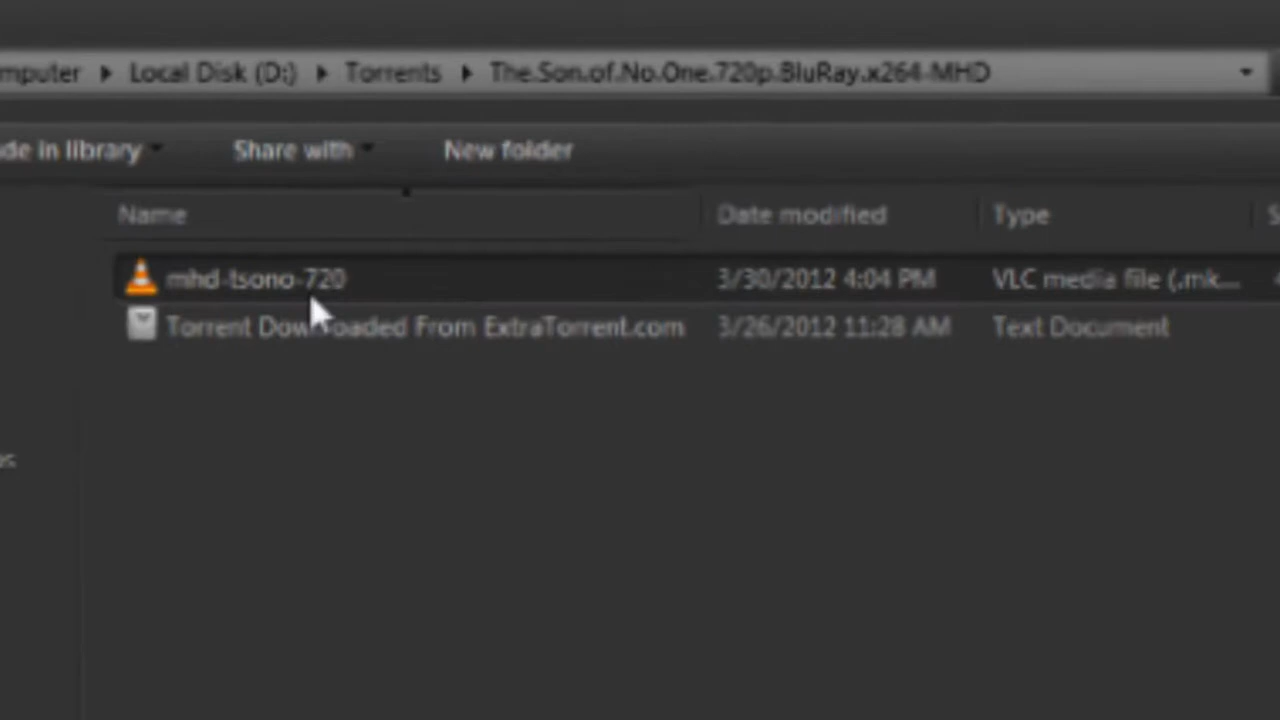 mputer Local Disk (D:) Torrents The.Son.of.No.One.720p.BluRay.x264-MHD
de in library Share with New folder
Name Date modified Type S
mhd-tsono-720 3/30/2012 4:04 PM VLC media file (.mk...
Torrent Dow oaded From ExtraTorrent.com 3/26/2012 11:28 AM Text Document